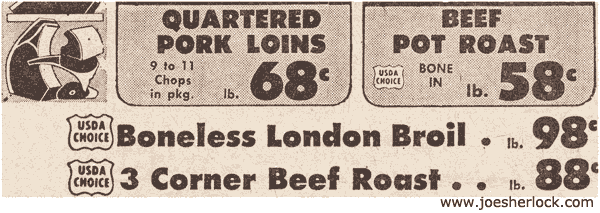 QUARTERED
PORK LOINS
9 to 11
Chops
in pkg.
lb. 68¢
BEEF
POT ROAST
USDA
CHOICE
BONE
IN
lb. 58¢
USDA
CHOICE
Boneless London Broil . lb. 98¢
USDA
CHOICE
3 Corner Beef Roast . . lb. 88¢
www.joesherlock.com